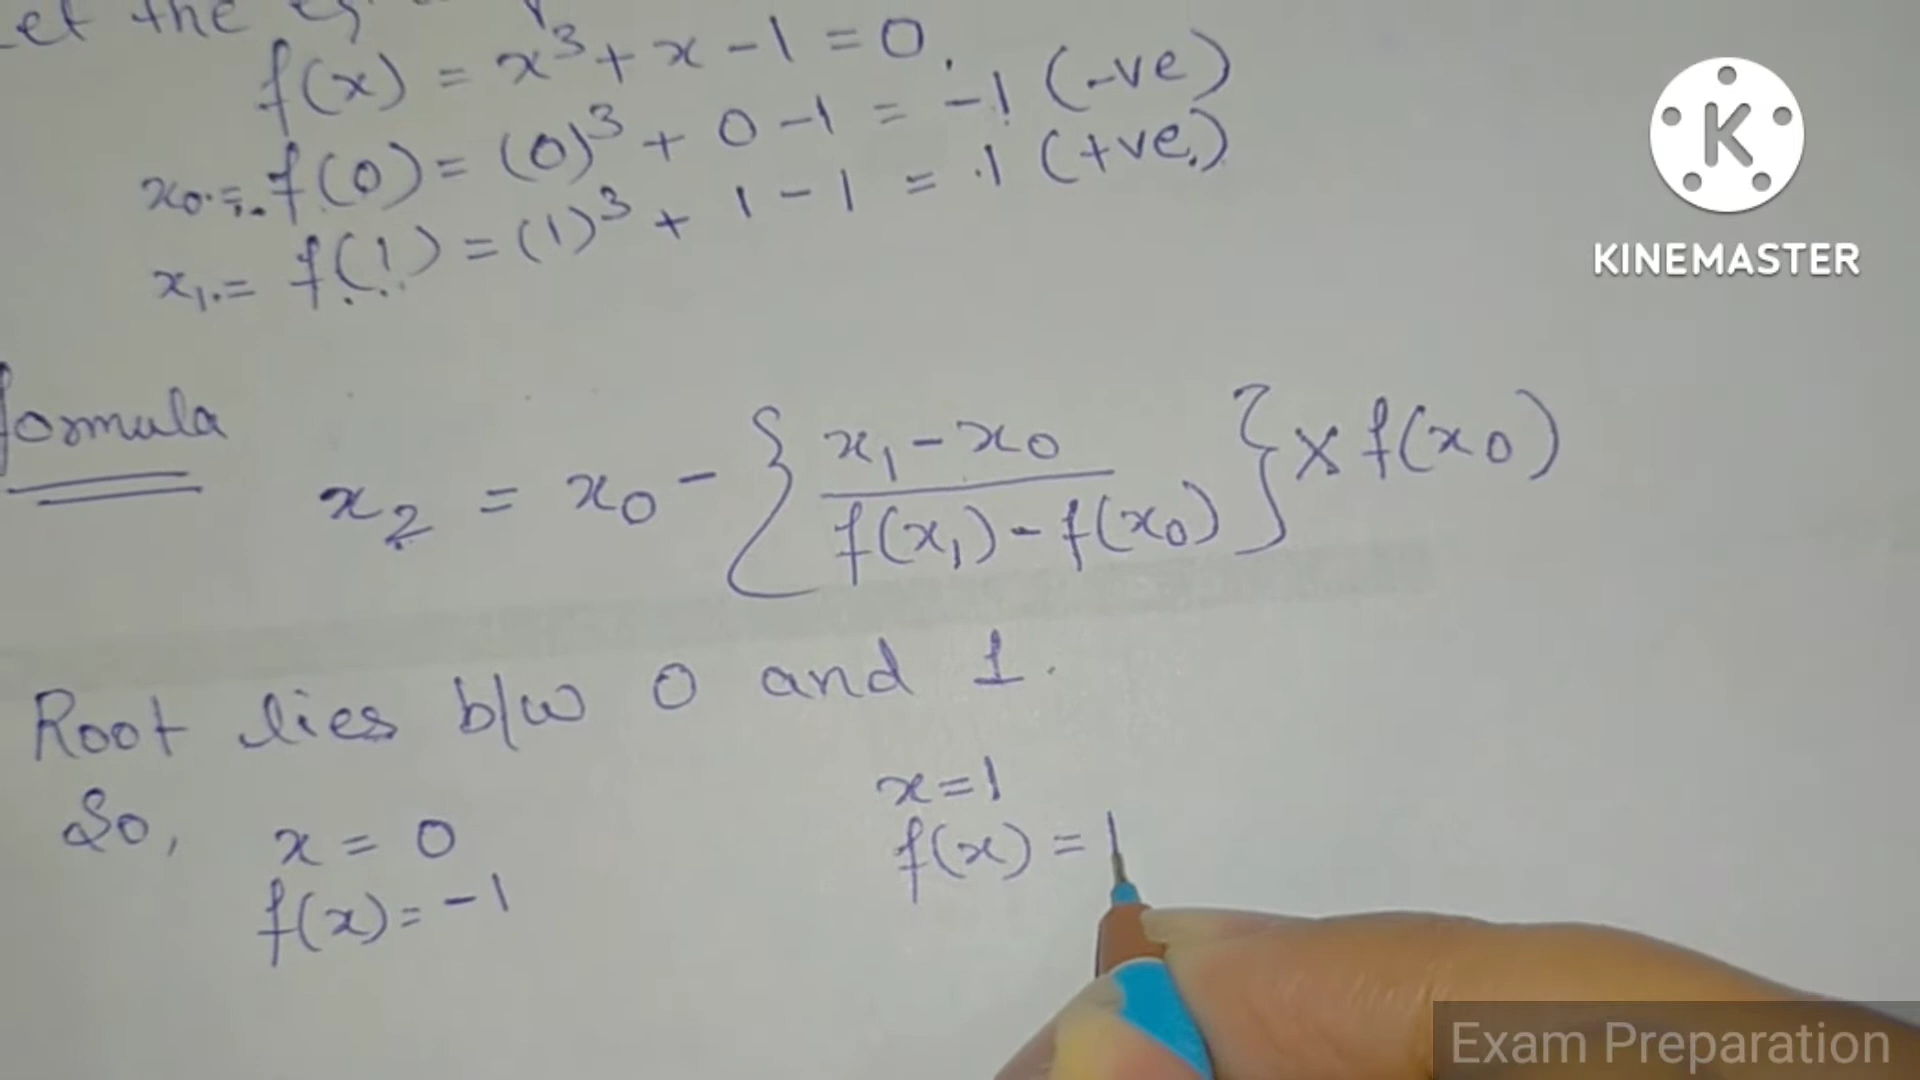 Let the
f(x) = x³ + x - 1 = 0.
x₀ = f(0) = (0)³ + 0 - 1 = -1 (-ve)
x₁ = f(1) = (1)³ + 1 - 1 = 1 (+ve)
K
KINEMASTER
formula
x₂ = x₀ - { x₁ - x₀ / f(x₁) - f(x₀) } × f(x₀)
Root lies b/w 0 and 1.
So, x = 0 x = 1
f(x) = -1 f(x) = 1
Exam Preparation